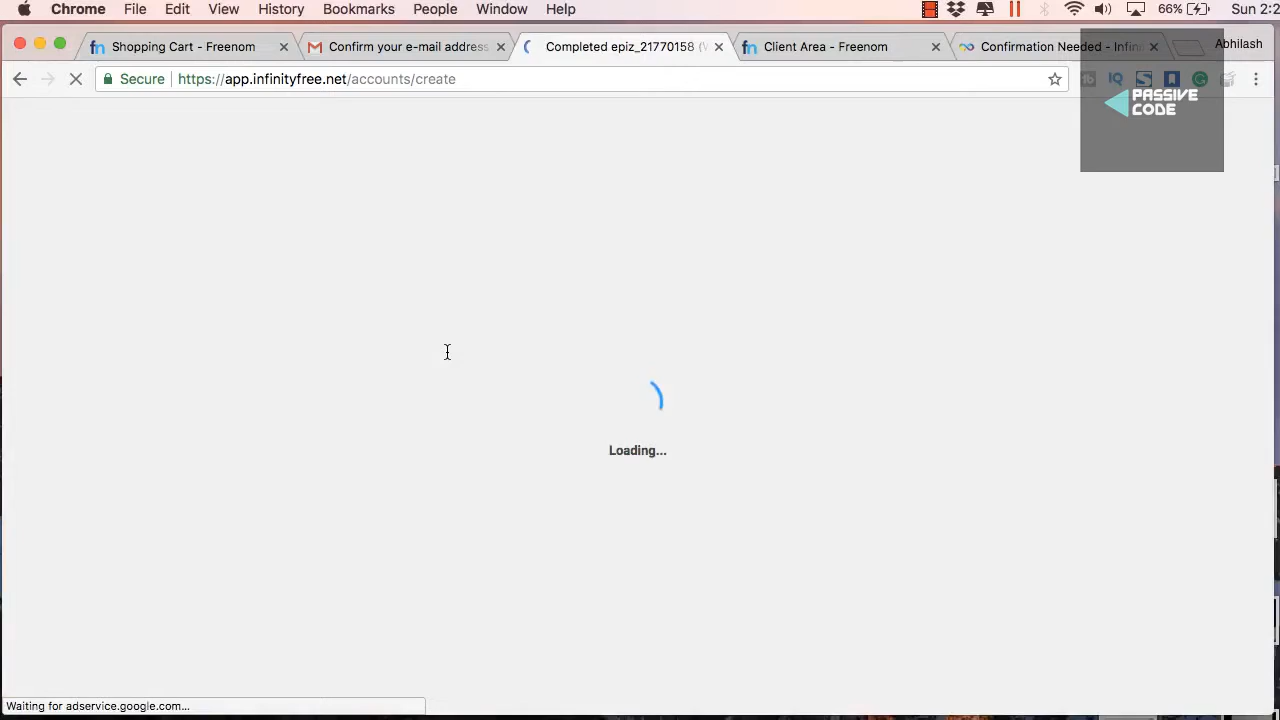 Chrome File Edit View History Bookmarks People Window Help 66% Sun 2:2
Shopping Cart - Freenom Confirm your e-mail address Completed epiz_21770158 (V Client Area - Freenom Confirmation Needed - Infin Abhilash
Secure https://app.infinityfree.net/accounts/create
PASSIVE
CODE
Loading...
Waiting for adservice.google.com...